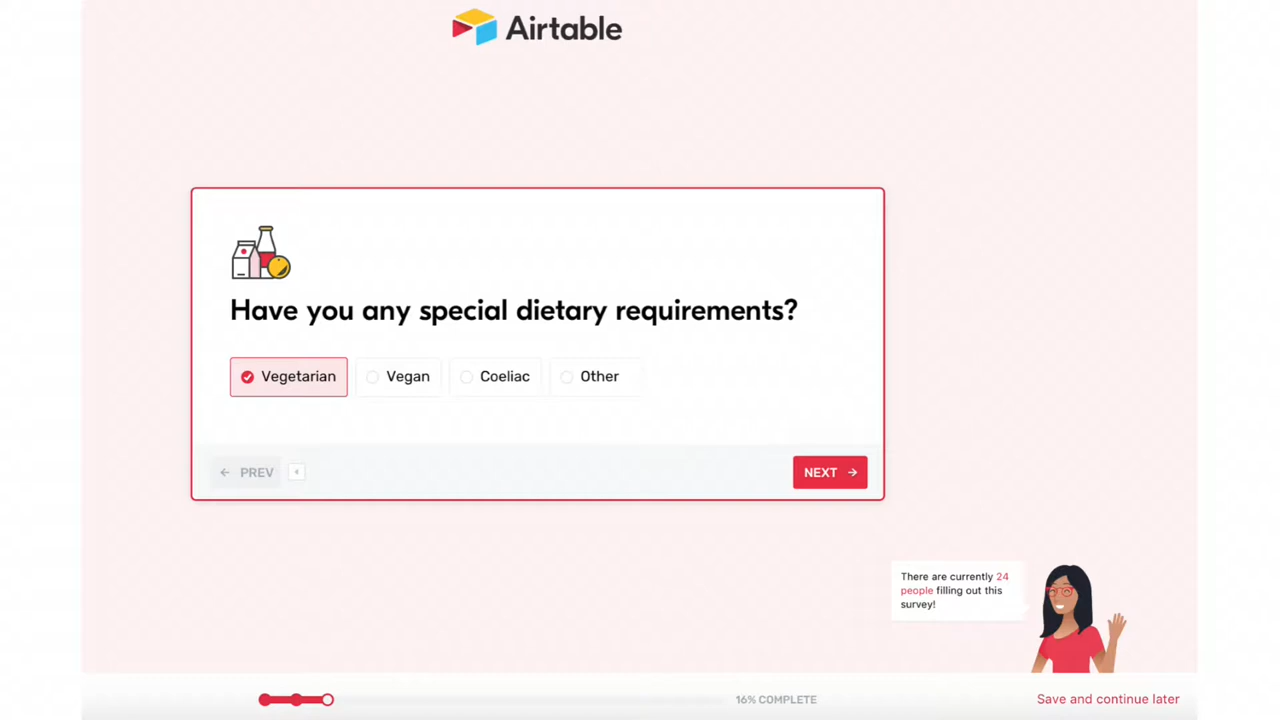 Airtable
Have you any special dietary requirements?
Vegetarian
Vegan
Coeliac
Other
PREV
NEXT
There are currently 24
people filling out this
survey!
16% COMPLETE
Save and continue later